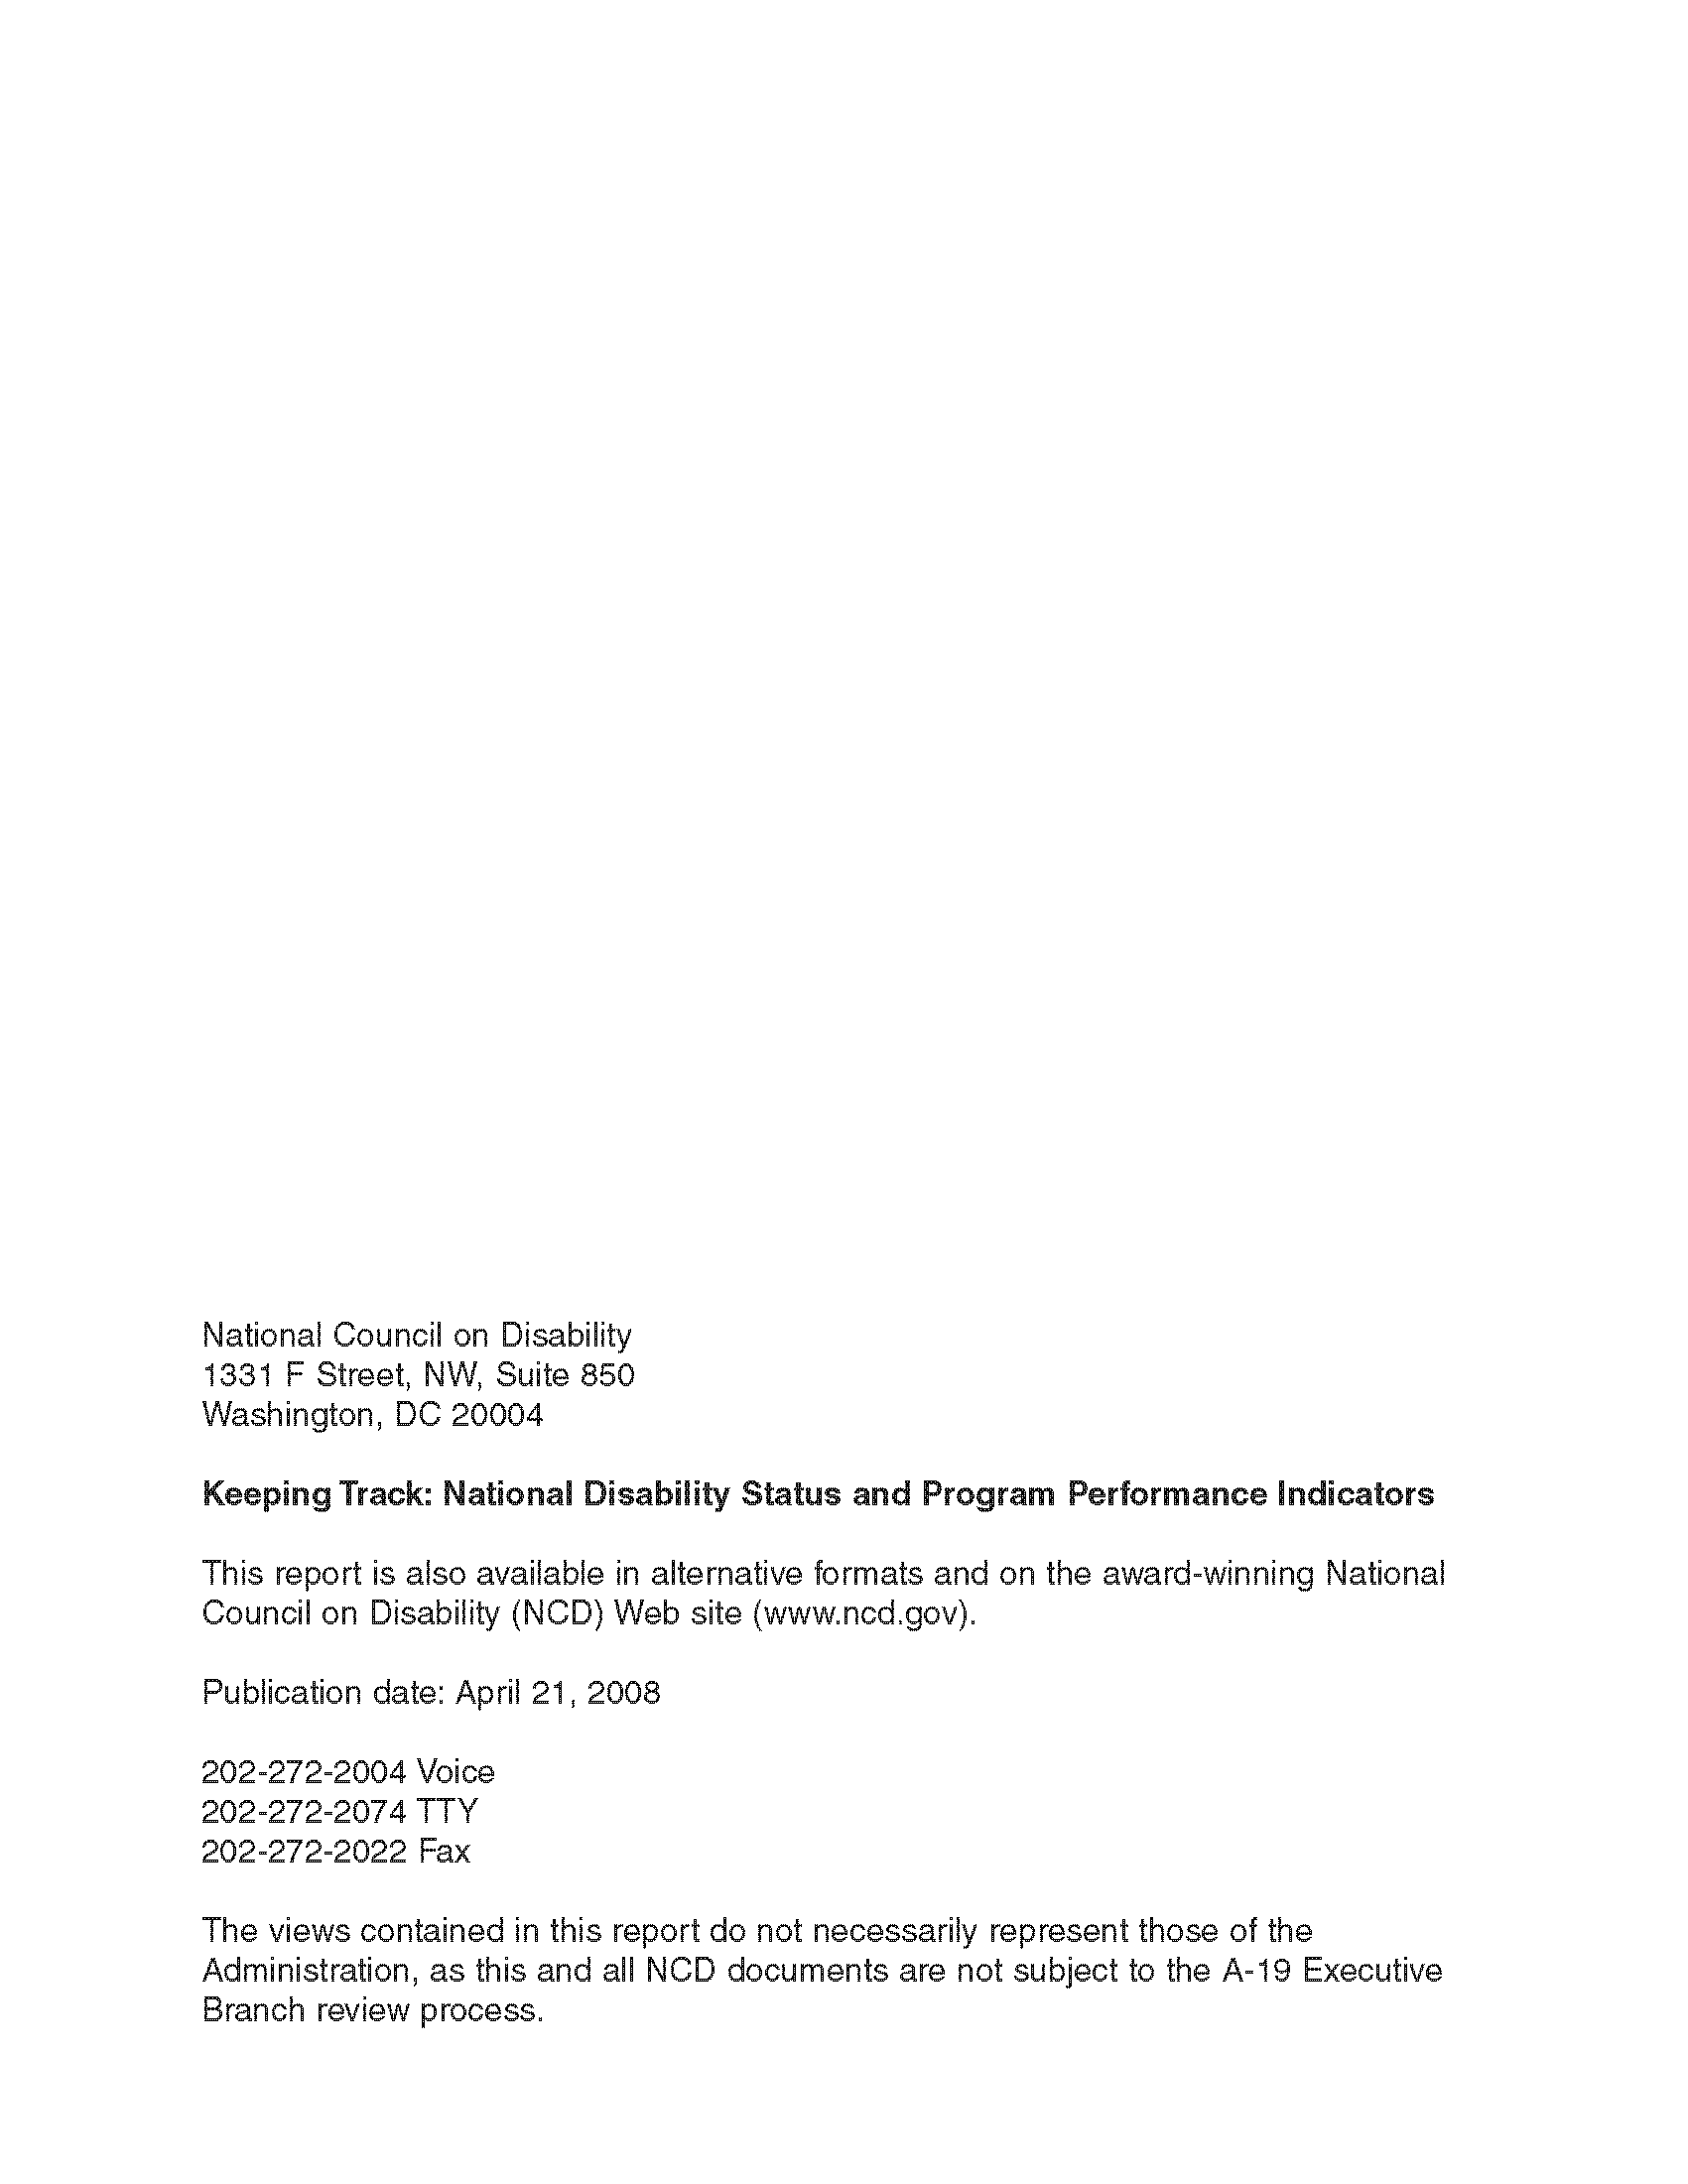 National Council on Disability
1331 F Street, NW, Suite 850
Washington, DC 20004
Keeping Track: National Disability Status and Program Performance Indicators
This report is also available in alternative formats and on the award-winning National
Council on Disability (NCD) Web site (www.ncd.gov).
Publication date: April 21, 2008
202-272-2004 Voice
202-272-2074 TTY
202-272-2022 Fax
The views contained in this report do not necessarily represent those of the
Administration, as this and all NCD documents are not subject to the A-19 Executive
Branch review process.